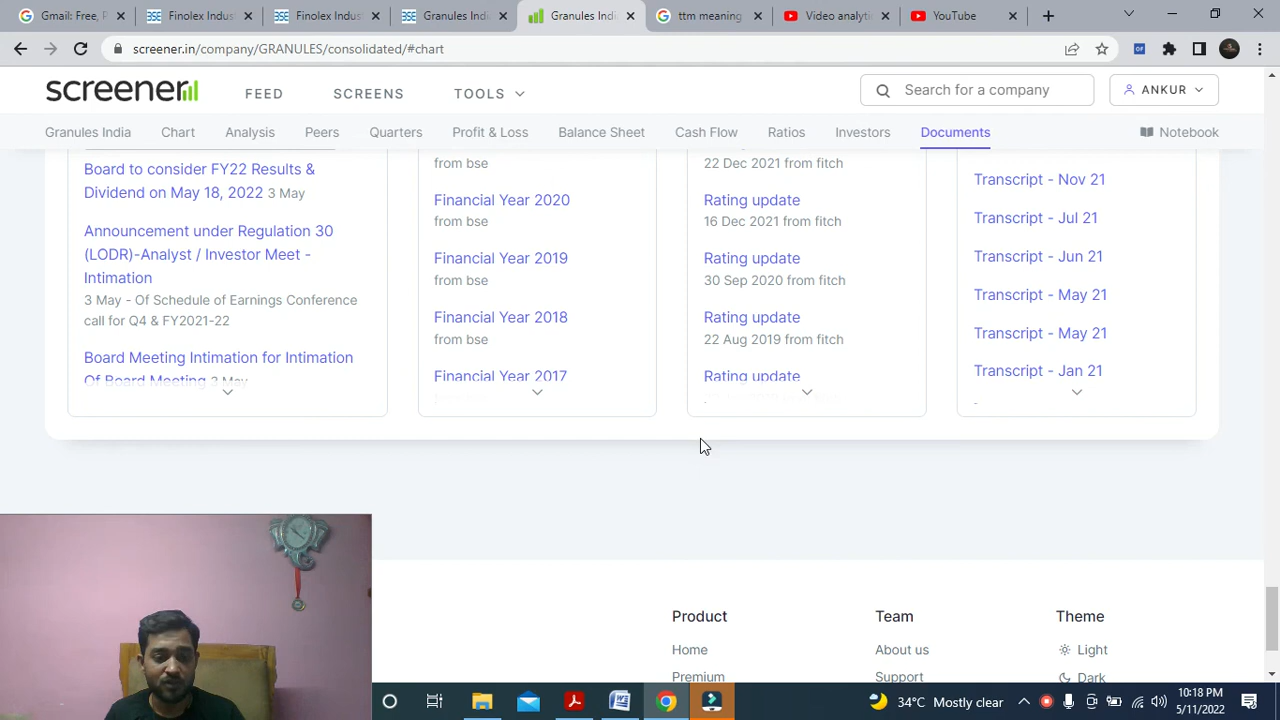 Gmail: Free, P
Finolex Indus
Finolex Indus
Granules Indi
Granules Indi
ttm meaning
Video analyti
YouTube
screener.in/company/GRANULES/consolidated/#chart
screener
FEED
SCREENS
TOOLS
Search for a company
ANKUR
Granules India
Chart
Analysis
Peers
Quarters
Profit & Loss
Balance Sheet
Cash Flow
Ratios
Investors
Documents
Notebook
Board to consider FY22 Results &
Dividend on May 18, 2022 3 May
Announcement under Regulation 30
(LODR)-Analyst / Investor Meet -
Intimation
3 May - Of Schedule of Earnings Conference
call for Q4 & FY2021-22
Board Meeting Intimation for Intimation
Of Board Meeting 3 May
from bse
Financial Year 2020
from bse
Financial Year 2019
from bse
Financial Year 2018
from bse
Financial Year 2017
22 Dec 2021 from fitch
Rating update
16 Dec 2021 from fitch
Rating update
30 Sep 2020 from fitch
Rating update
22 Aug 2019 from fitch
Rating update
Transcript - Nov 21
Transcript - Jul 21
Transcript - Jun 21
Transcript - May 21
Transcript - May 21
Transcript - Jan 21
Product
Home
Premium
Team
About us
Support
Theme
Light
Dark
34°C Mostly clear
10:18 PM
5/11/2022